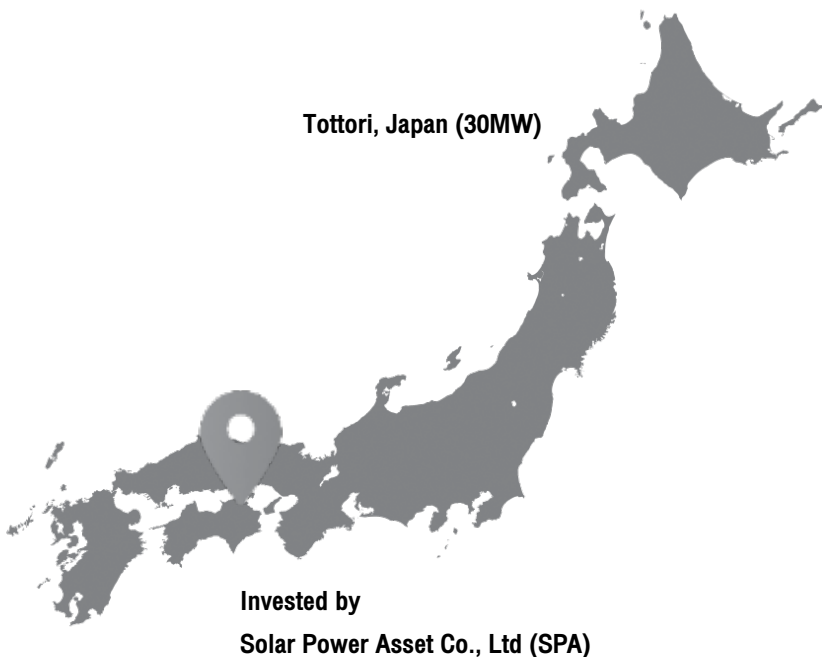 Tottori, Japan (30MW)
Invested by
Solar Power Asset Co., Ltd (SPA)